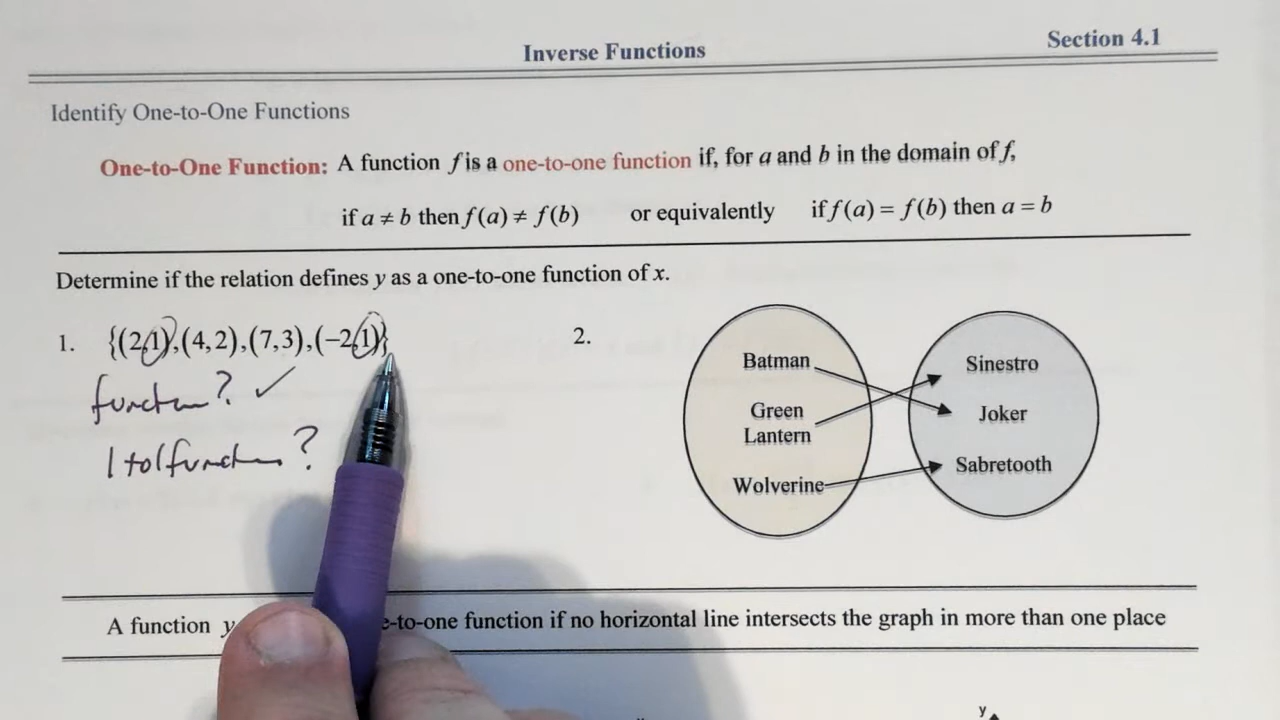 Inverse Functions
Section 4.1
Identify One-to-One Functions
One-to-One Function: A function f is a one-to-one function if, for a and b in the domain of f,
if a ≠ b then f(a) ≠ f(b) or equivalently if f(a) = f(b) then a = b
Determine if the relation defines y as a one-to-one function of x.
1. {(2,1),(4,2),(7,3),(−2,1)}
function? ✓
1 to 1 function?
2.
Batman
Green
Lantern
Wolverine
Sinestro
Joker
Sabretooth
A function y e-to-one function if no horizontal line intersects the graph in more than one place
y